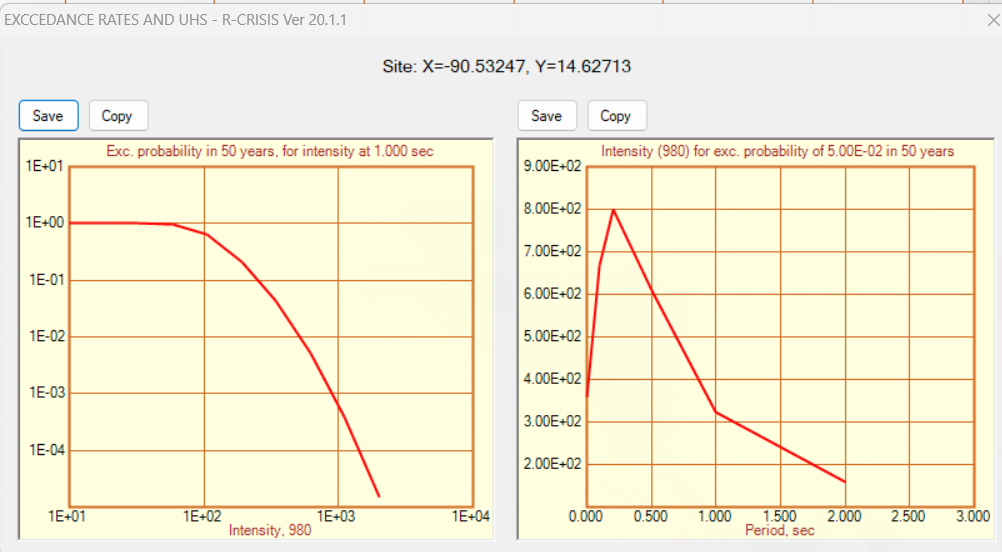 EXCCEDANCE RATES AND UHS - R-CRISIS Ver 20.1.1
Site: X=-90.53247, Y=14.62713
Save
Copy
Exc. probability in 50 years, for intensity at 1.000 sec
1E+01
1E+00
1E-01
1E-02
1E-03
1E-04
1E+01 1E+02 1E+03 1E+04
Intensity, 980
Save
Copy
Intensity (980) for exc. probability of 5.00E-02 in 50 years
9.00E+02
8.00E+02
7.00E+02
6.00E+02
5.00E+02
4.00E+02
3.00E+02
2.00E+02
0.000 0.500 1.000 1.500 2.000 2.500 3.000
Period, sec